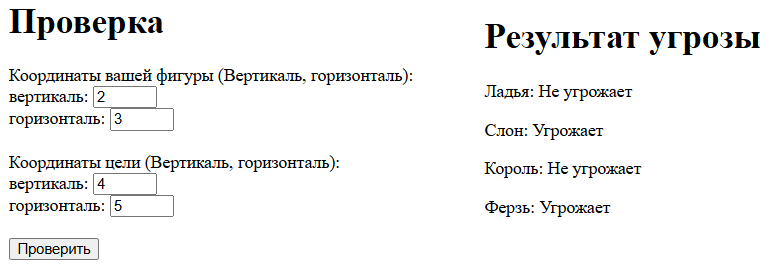 Проверка
Координаты вашей фигуры (Вертикаль, горизонталь):
вертикаль: 2
горизонталь: 3
Координаты цели (Вертикаль, горизонталь):
вертикаль: 4
горизонталь: 5
Проверить
Результат угрозы
Ладья: Не угрожает
Слон: Угрожает
Король: Не угрожает
Ферзь: Угрожает